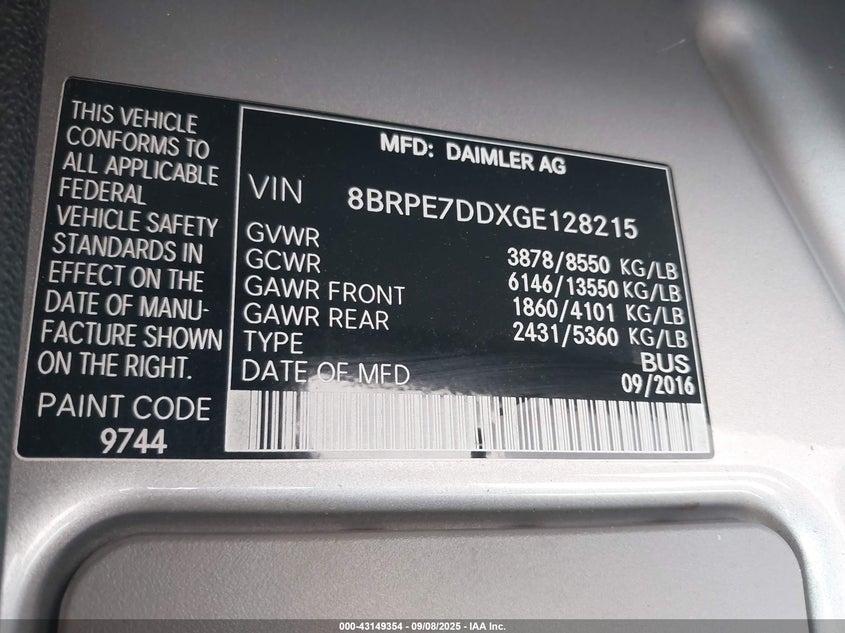 THIS VEHICLE
CONFORMS TO
ALL APPLICABLE
FEDERAL
VEHICLE SAFETY
STANDARDS IN
EFFECT ON THE
DATE OF MANU-
FACTURE SHOWN
ON THE RIGHT.
PAINT CODE
9744
MFD: DAIMLER AG
VIN 8BRPE7DDXGE128215
GVWR 3878/8550 KG/LB
GCWR 6146/13550 KG/LB
GAWR FRONT 1860/4101 KG/LB
GAWR REAR 2431/5360 KG/LB
TYPE BUS
DATE OF MFD 09/2016
000-43149354 - 09/08/2025 - IAA Inc.